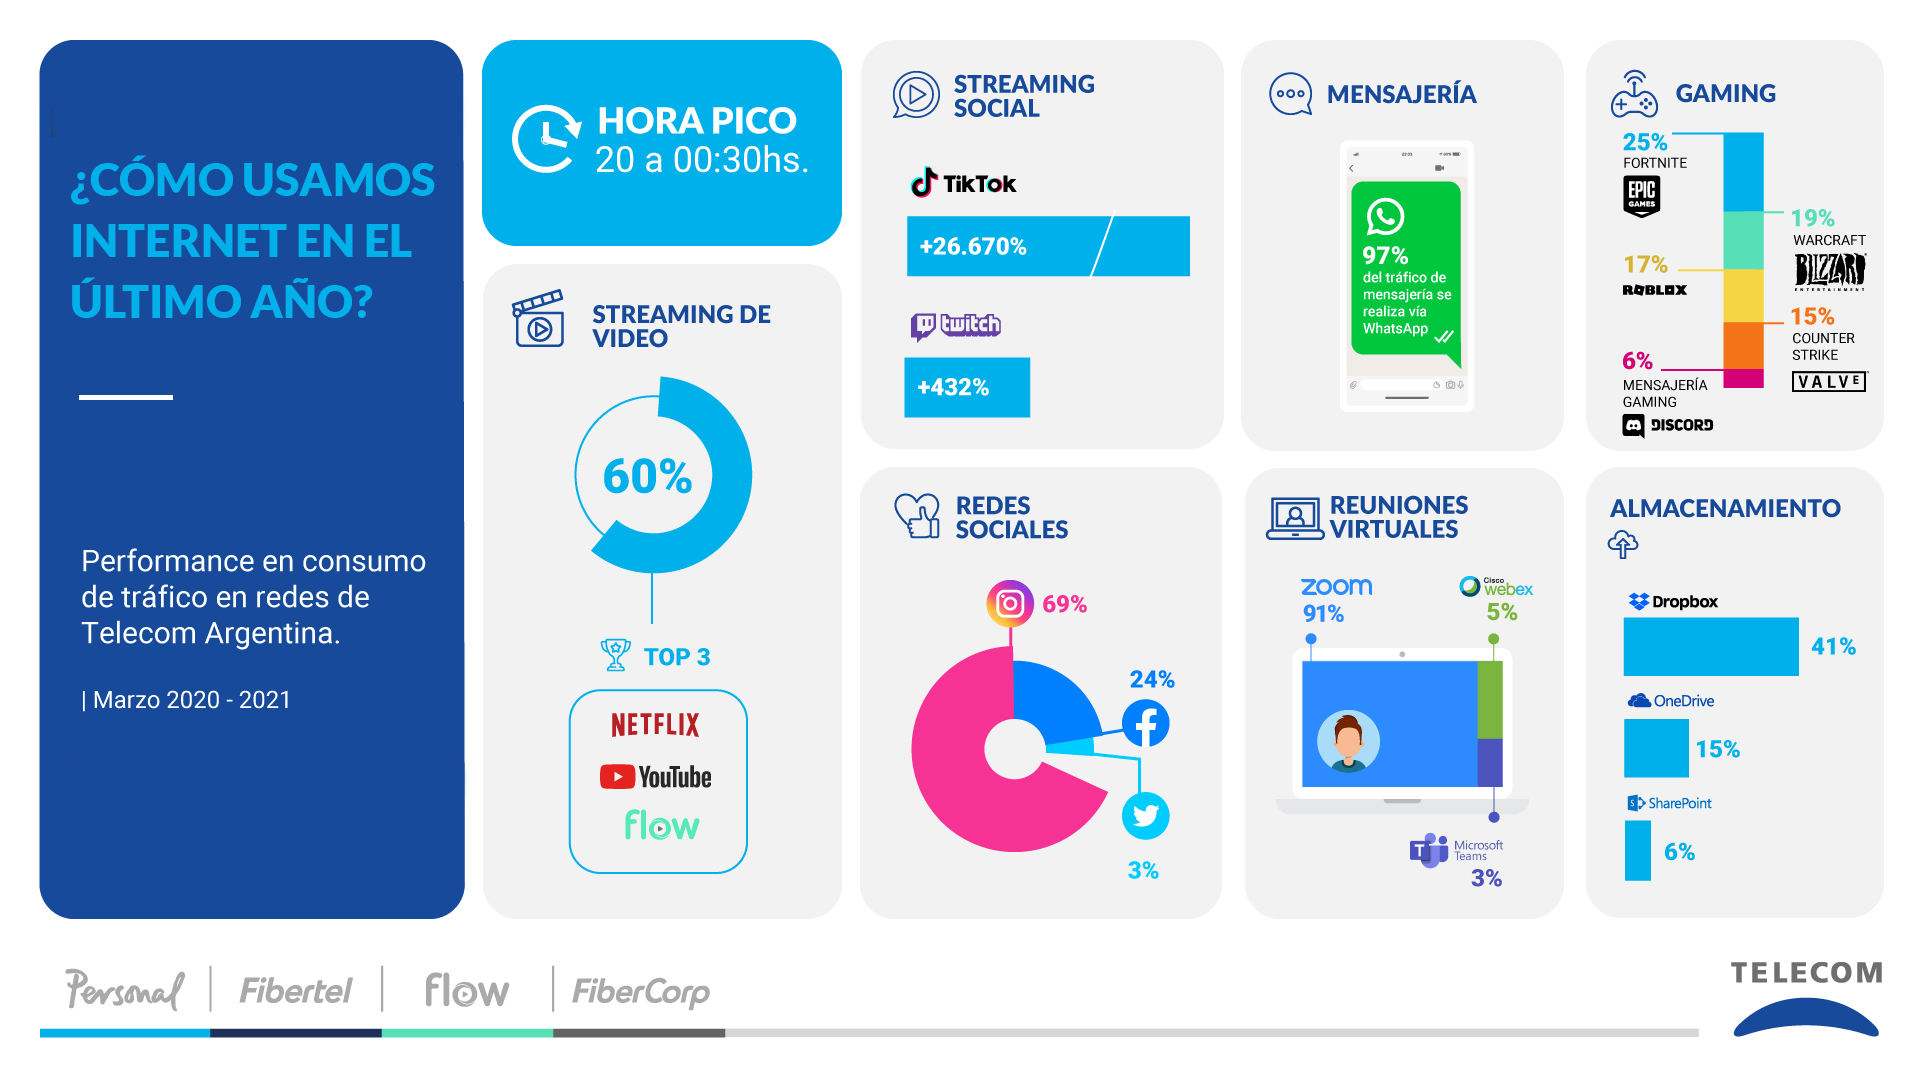 ¿CÓMO USAMOS
INTERNET EN EL
ÚLTIMO AÑO?
Performance en consumo
de tráfico en redes de
Telecom Argentina.
| Marzo 2020 - 2021
HORA PICO
20 a 00:30hs.
STREAMING DE
VIDEO
60%
TOP 3
NETFLIX
YouTube
flow
STREAMING
SOCIAL
TikTok
+26.670%
twitch
+432%
MENSAJERÍA
97%
del tráfico de
mensajería se
realiza vía
WhatsApp
GAMING
25%
FORTNITE
EPIC
GAMES
19%
WARCRAFT
BLIZZARD
ENTERTAINMENT
17%
ROBLOX
15%
COUNTER
STRIKE
VALVE
6%
MENSAJERÍA
GAMING
DISCORD
REDES
SOCIALES
69%
24%
3%
REUNIONES
VIRTUALES
zoom
91%
Cisco
webex
5%
Microsoft
Teams
3%
ALMACENAMIENTO
Dropbox
41%
OneDrive
15%
SharePoint
6%
Personal
Fibertel
flow
FiberCorp
TELECOM